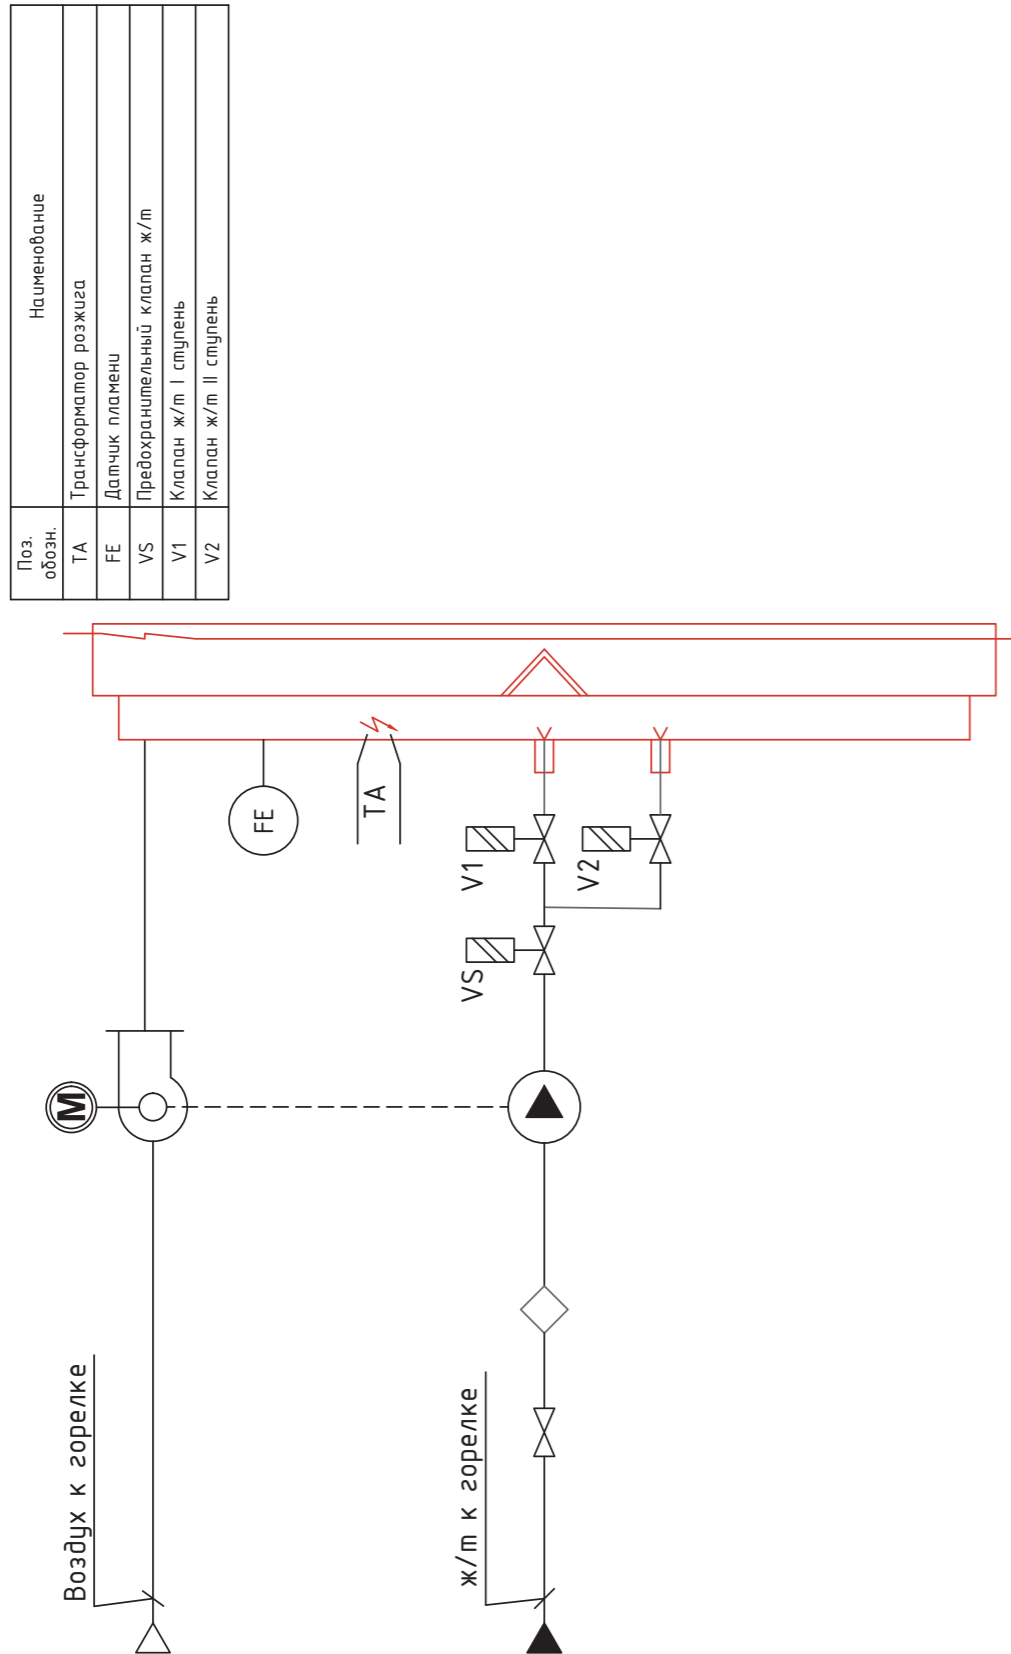 Поз.
обозн.
Наименование
TA
Трансформатор розжига
FE
Датчик пламени
VS
Предохранительный клапан ж/т
V1
Клапан ж/т I ступень
V2
Клапан ж/т II ступень
Воздух к горелке
M
FE
TA
ж/т к горелке
VS
V1
V2